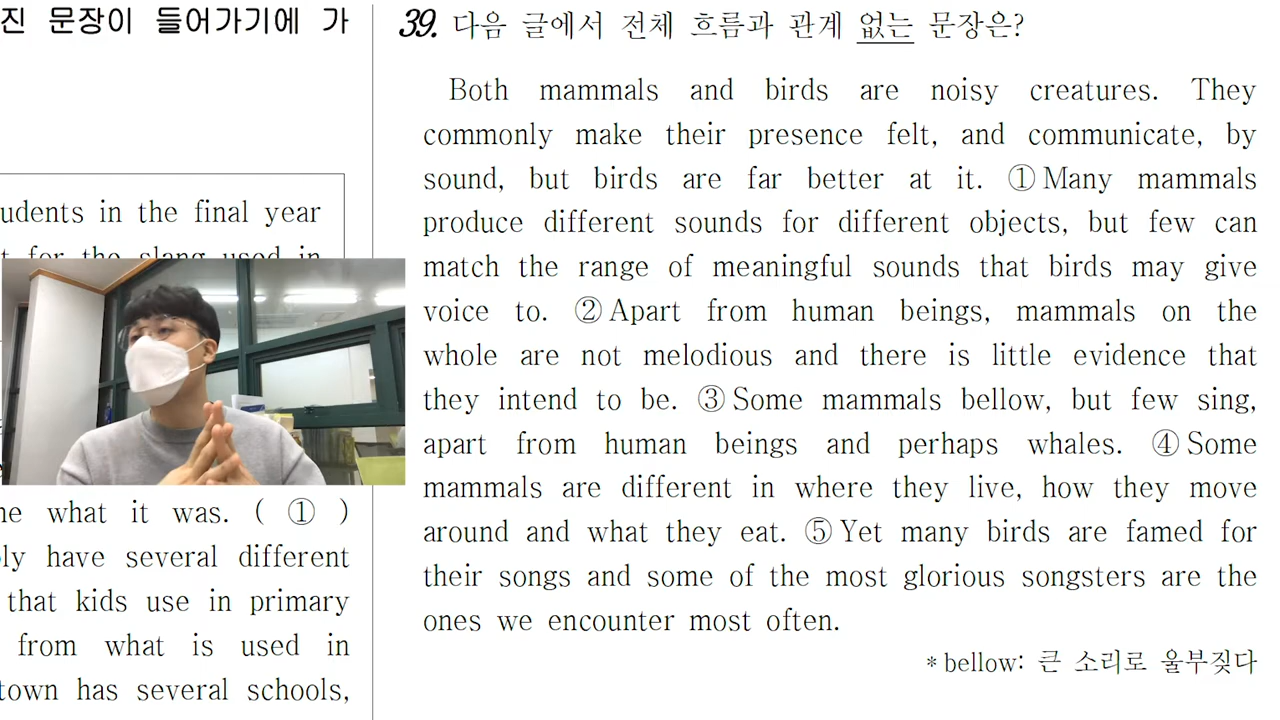 진 문장이 들어가기에 가
udents in the final year
t for the slang used in
ne what it was. ( ① )
ly have several different
that kids use in primary
from what is used in
town has several schools,
39. 다음 글에서 전체 흐름과 관계 없는 문장은?
Both mammals and birds are noisy creatures. They
commonly make their presence felt, and communicate, by
sound, but birds are far better at it. ① Many mammals
produce different sounds for different objects, but few can
match the range of meaningful sounds that birds may give
voice to. ② Apart from human beings, mammals on the
whole are not melodious and there is little evidence that
they intend to be. ③ Some mammals bellow, but few sing,
apart from human beings and perhaps whales. ④ Some
mammals are different in where they live, how they move
around and what they eat. ⑤ Yet many birds are famed for
their songs and some of the most glorious songsters are the
ones we encounter most often.
* bellow: 큰 소리로 울부짖다